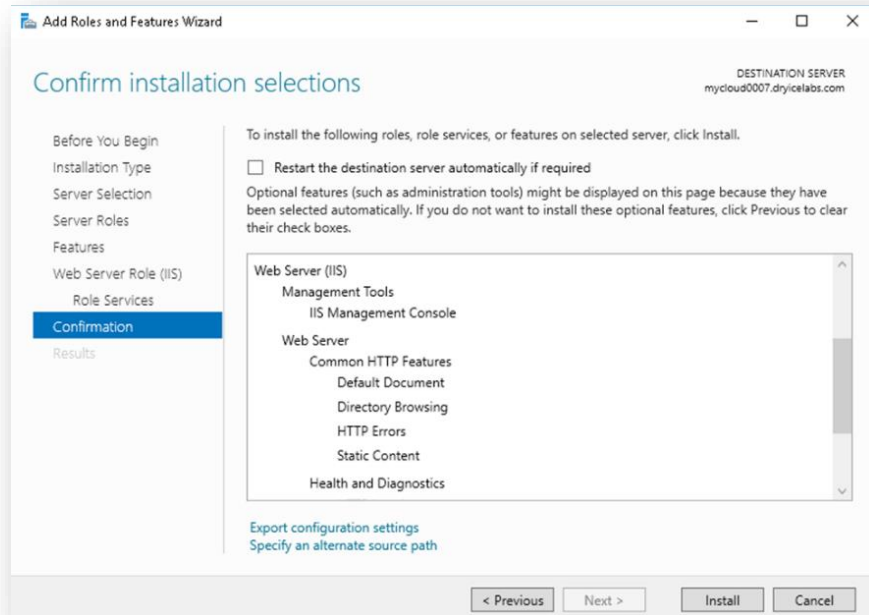 Add Roles and Features Wizard
Confirm installation selections
DESTINATION SERVER
mycloud0007.dryicelabs.com
Before You Begin
Installation Type
Server Selection
Server Roles
Features
Web Server Role (IIS)
Role Services
Confirmation
Results
To install the following roles, role services, or features on selected server, click Install.
Restart the destination server automatically if required
Optional features (such as administration tools) might be displayed on this page because they have
been selected automatically. If you do not want to install these optional features, click Previous to clear
their check boxes.
Web Server (IIS)
Management Tools
IIS Management Console
Web Server
Common HTTP Features
Default Document
Directory Browsing
HTTP Errors
Static Content
Health and Diagnostics
Export configuration settings
Specify an alternate source path
< Previous
Next >
Install
Cancel